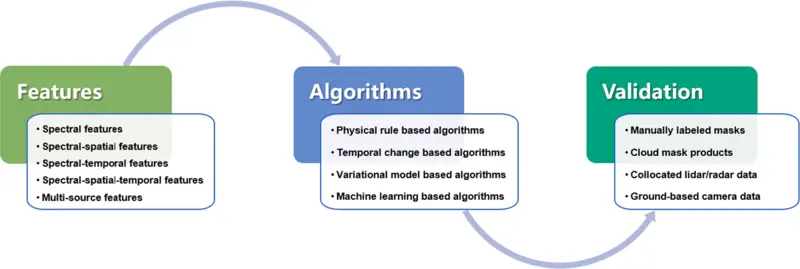 Features
• Spectral features
• Spectral-spatial features
• Spectral-temporal features
• Spectral-spatial-temporal features
• Multi-source features
Algorithms
• Physical rule based algorithms
• Temporal change based algorithms
• Variational model based algorithms
• Machine learning based algorithms
Validation
• Manually labeled masks
• Cloud mask products
• Collocated lidar/radar data
• Ground-based camera data